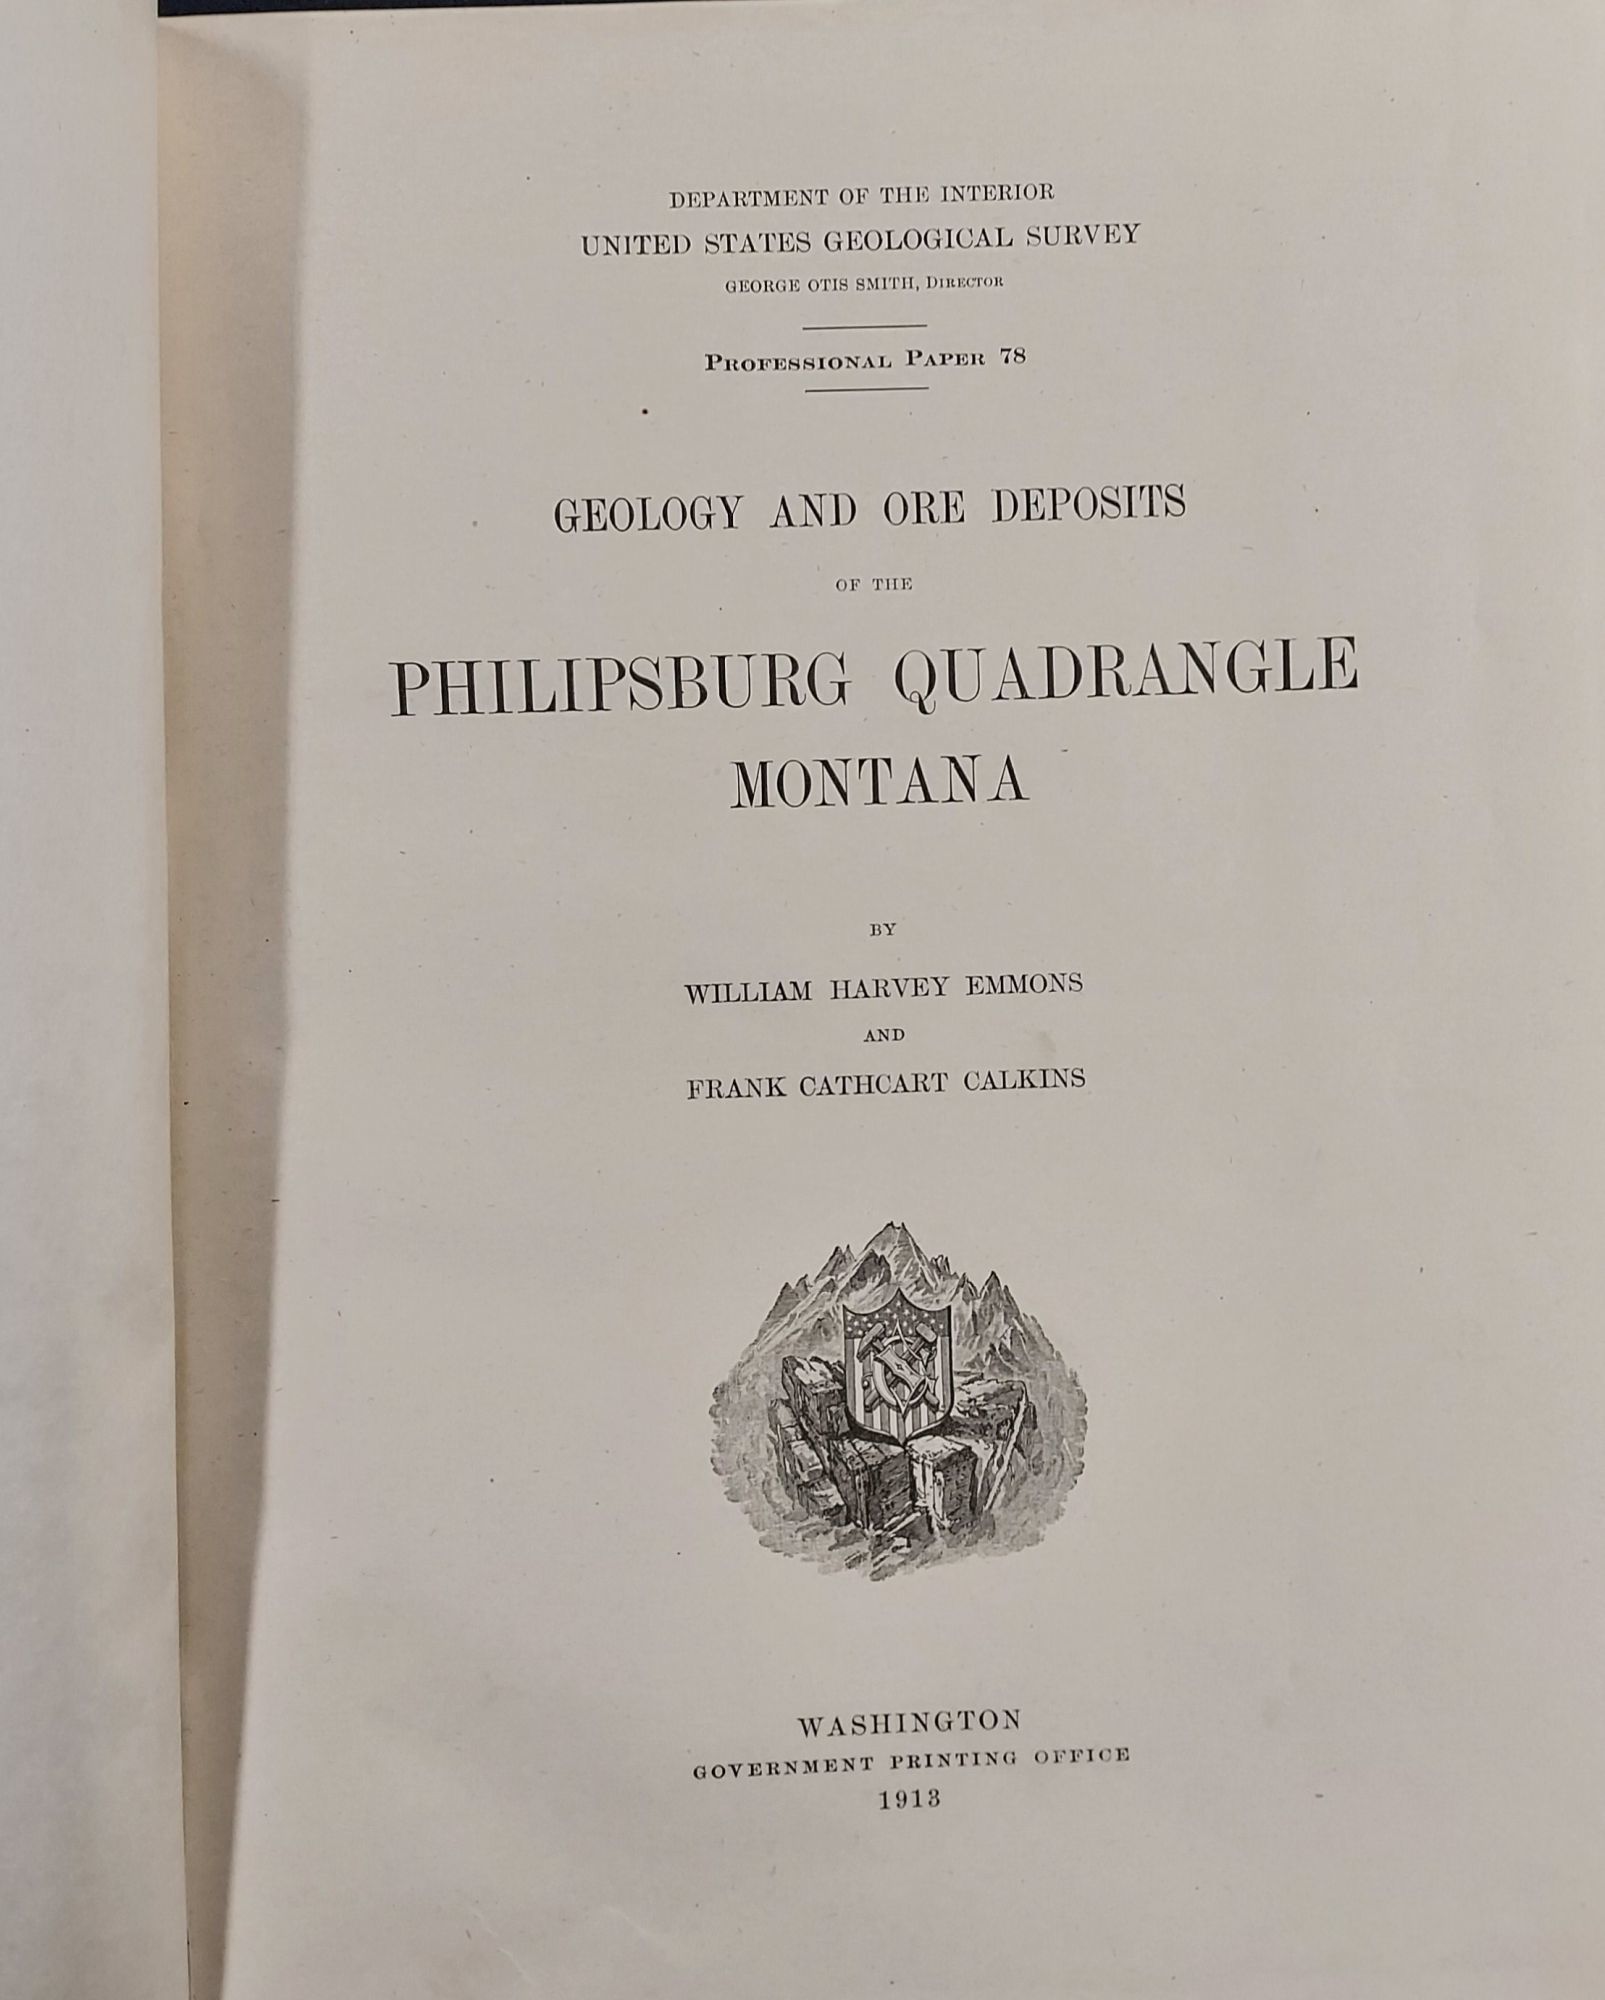 DEPARTMENT OF THE INTERIOR
UNITED STATES GEOLOGICAL SURVEY
GEORGE OTIS SMITH, DIRECTOR
PROFESSIONAL PAPER 78
GEOLOGY AND ORE DEPOSITS
OF THE
PHILIPSBURG QUADRANGLE
MONTANA
BY
WILLIAM HARVEY EMMONS
AND
FRANK CATHCART CALKINS
WASHINGTON
GOVERNMENT PRINTING OFFICE
1913